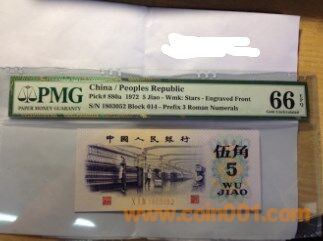 PMG
PAPER MONEY GUARANTY
China / Peoples Republic
Pick# 880a 1972 5 Jiao - Wmk: Stars - Engraved Front
S/N 1803052 Block 014 - Prefix 3 Roman Numerals
66 EPQ
Gem Uncirculated
中国人民银行
伍角
5
WU
JIAO
www.coin001.com